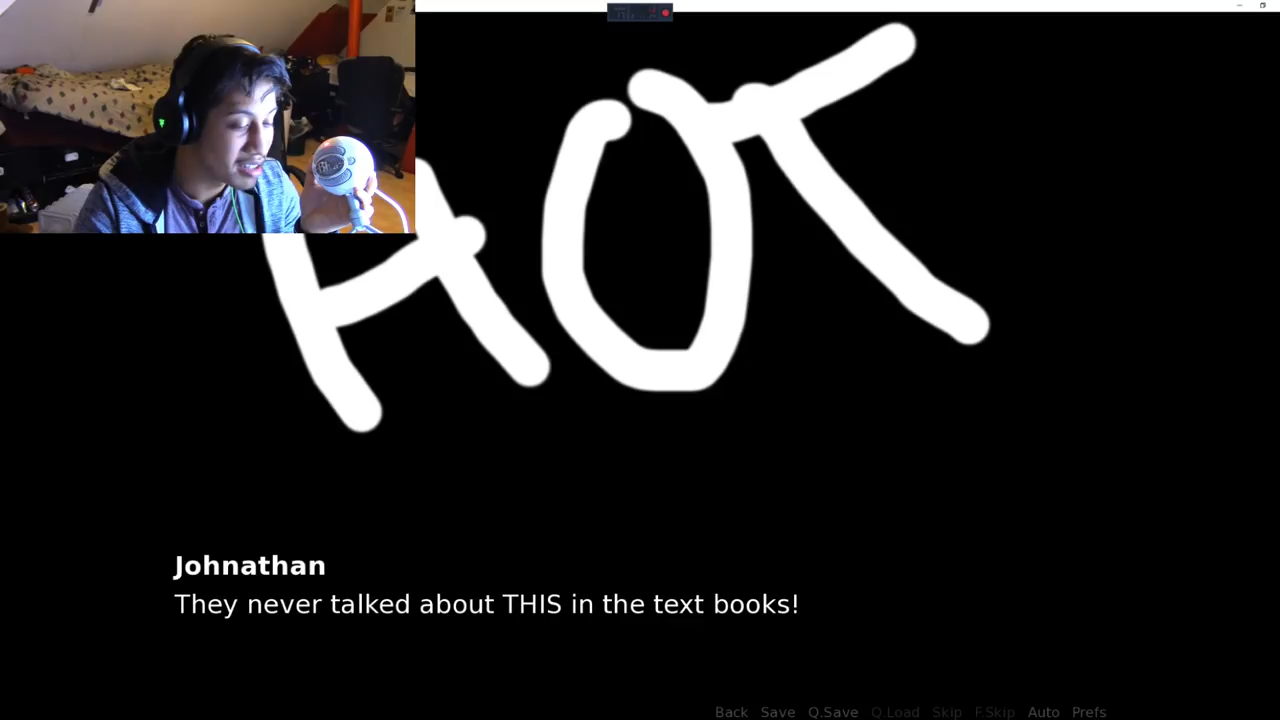 HOT
Johnathan
They never talked about THIS in the text books!
Back Save Q.Save Q.Load Skip F.Skip Auto Prefs